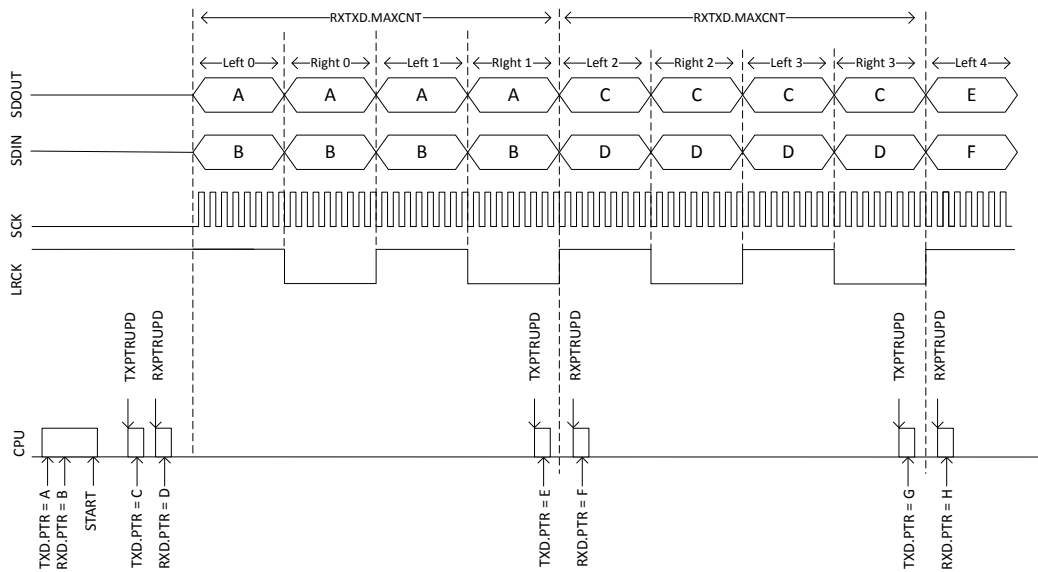 RXTXD.MAXCNT RXTXD.MAXCNT
Left 0 Right 0 Left 1 RIght 1 Left 2 Right 2 Left 3 Right 3 Left 4
SDOUT A A A A C C C C E
SDIN B B B B D D D D F
SCK
LRCK
TXPTRUPD RXPTRUPD TXPTRUPD RXPTRUPD TXPTRUPD RXPTRUPD
CPU
TXD.PTR = A RXD.PTR = B START TXD.PTR = C RXD.PTR = D TXD.PTR = E RXD.PTR = F TXD.PTR = G RXD.PTR = H